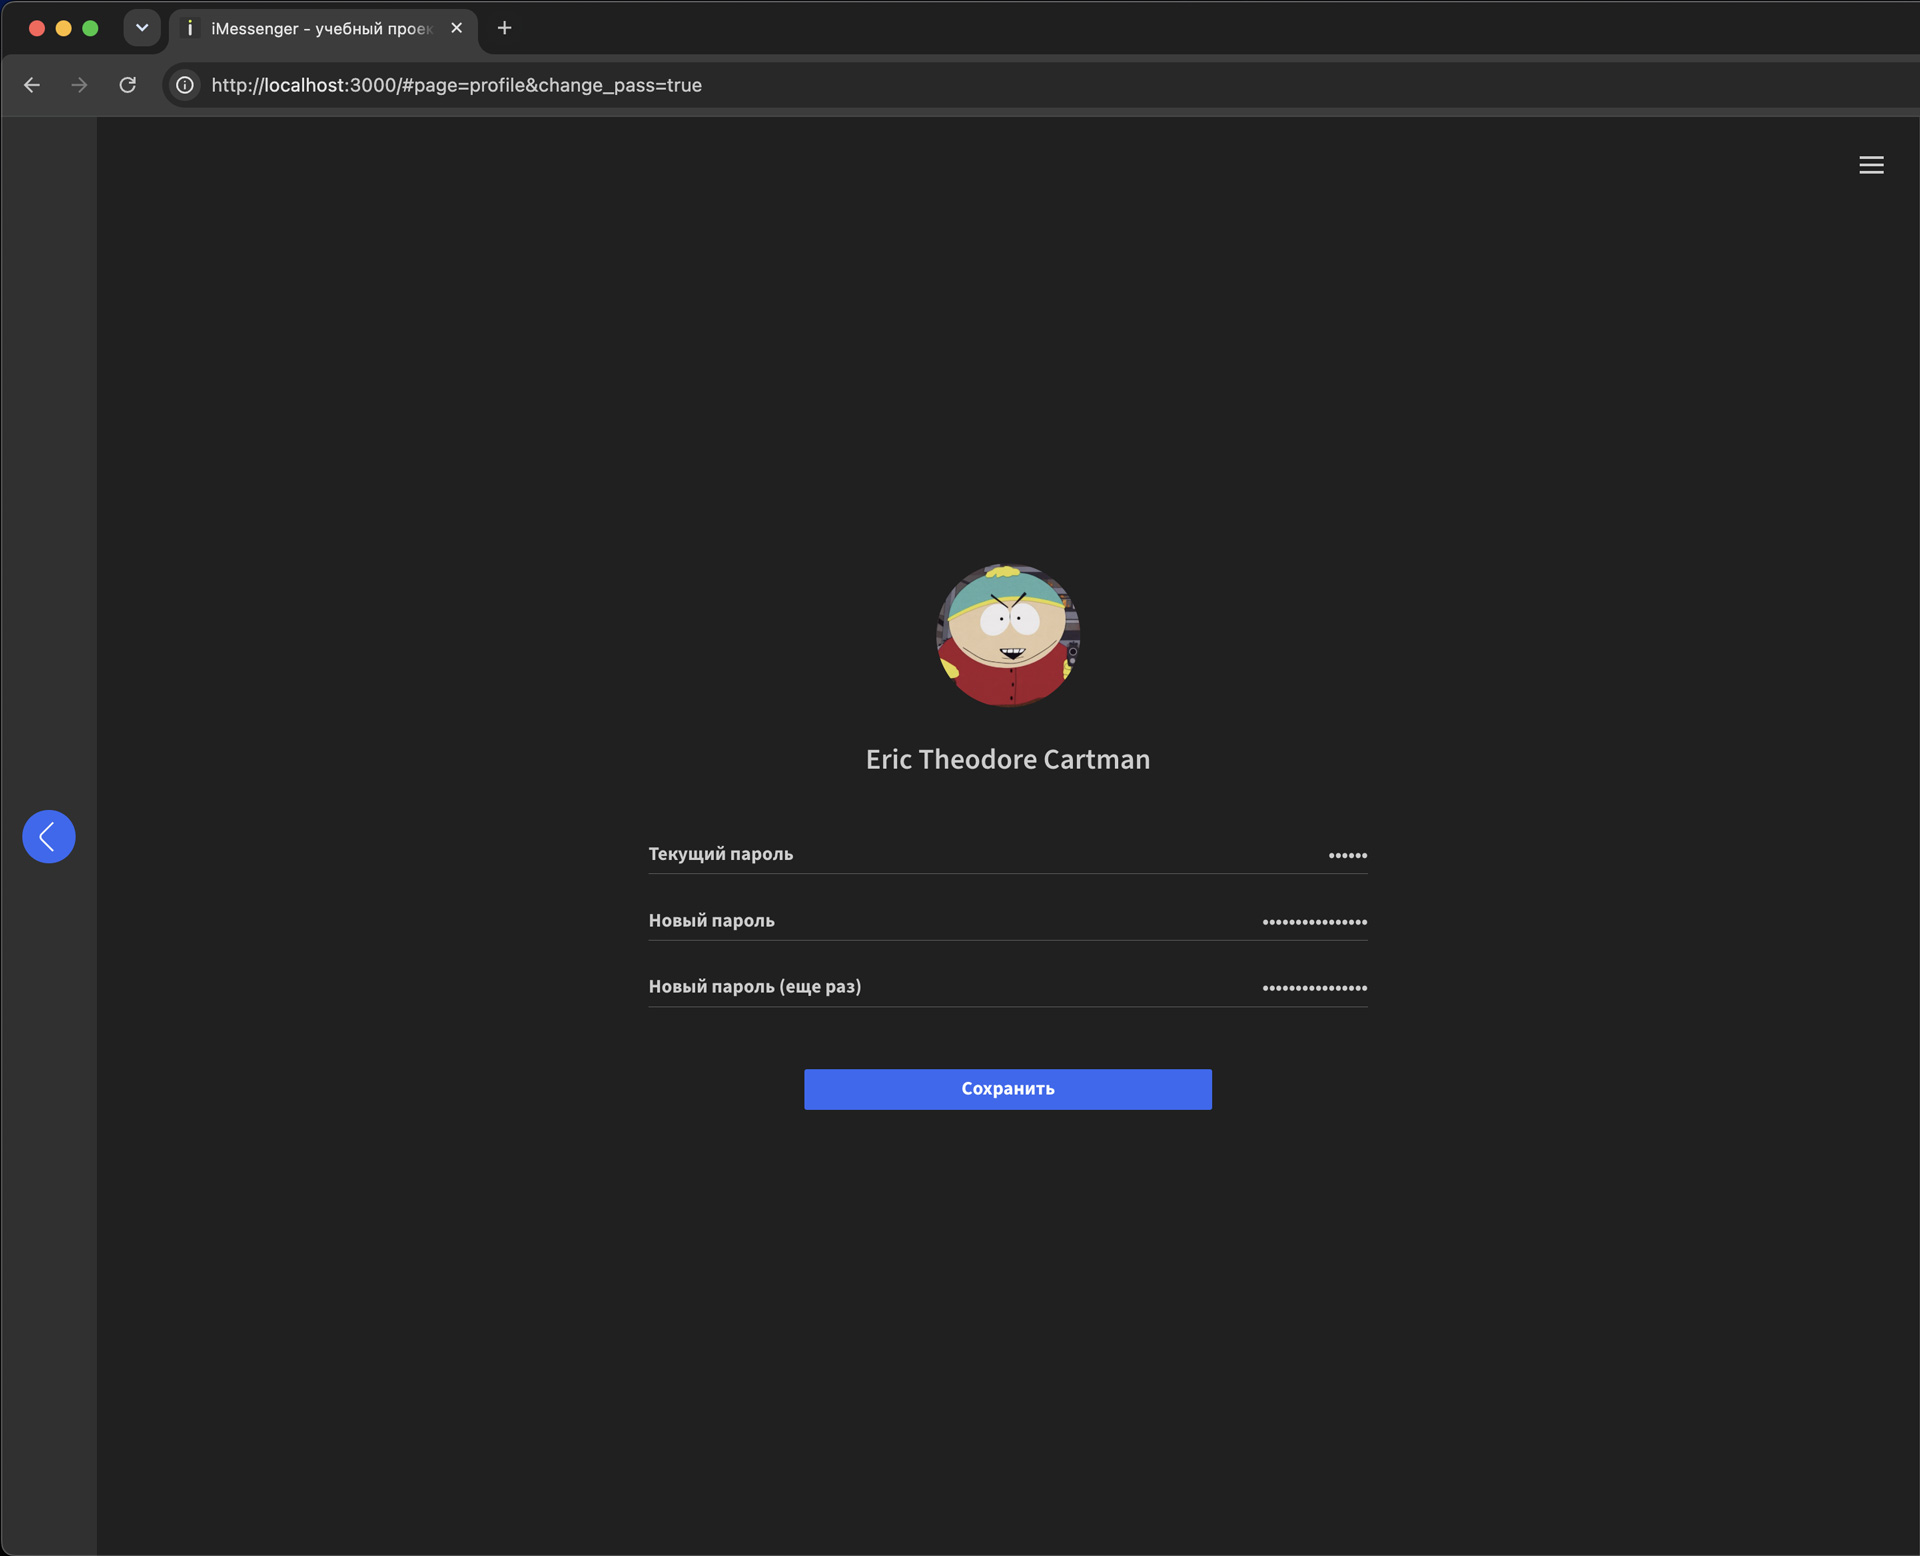 iMessenger - учебный проек
http://localhost:3000/#page=profile&change_pass=true
Eric Theodore Cartman
Текущий пароль ••••••
Новый пароль ••••••••••••••••
Новый пароль (еще раз) ••••••••••••••••
Сохранить